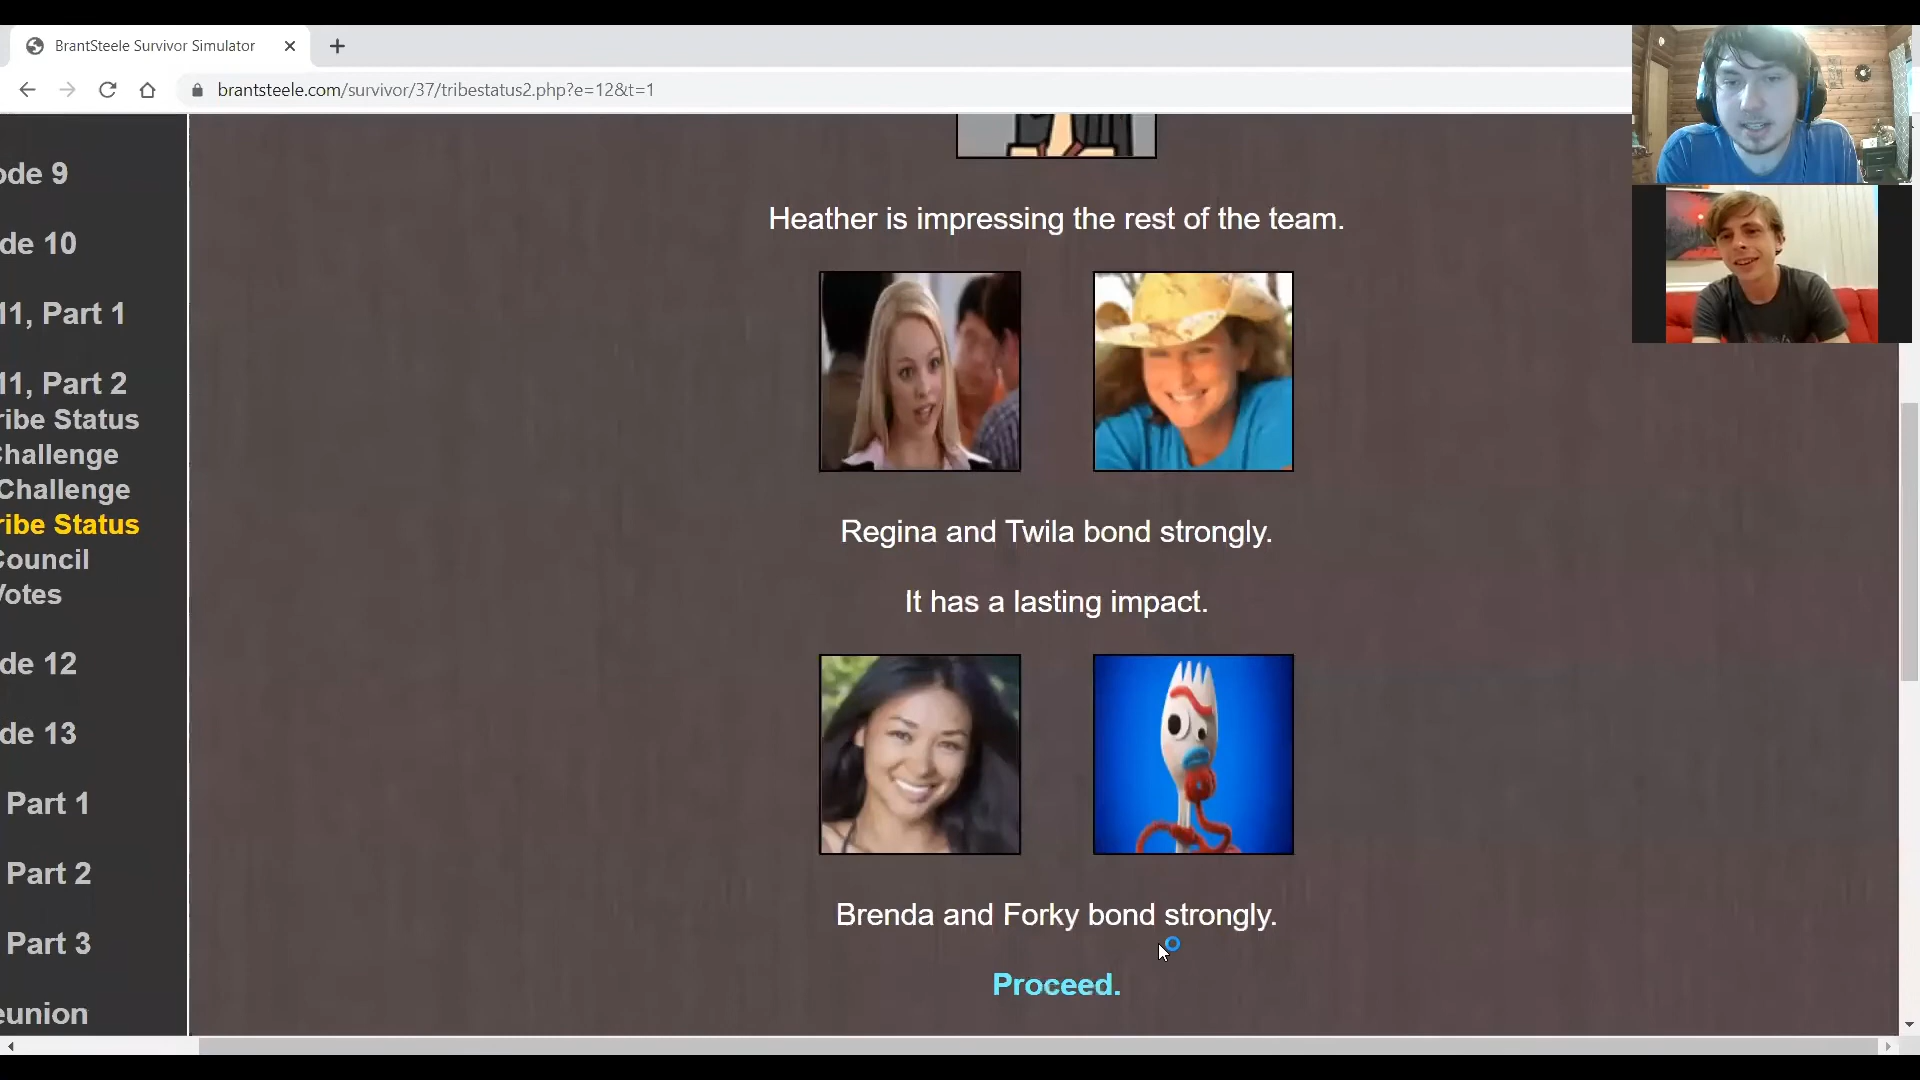 BrantSteele Survivor Simulator
brantsteele.com/survivor/37/tribestatus2.php?e=12&t=1
ode 9
de 10
11, Part 1
11, Part 2
ribe Status
Challenge
Challenge
ribe Status
Council
Votes
de 12
de 13
Part 1
Part 2
Part 3
eunion
Heather is impressing the rest of the team.
Regina and Twila bond strongly.
It has a lasting impact.
Brenda and Forky bond strongly.
Proceed.